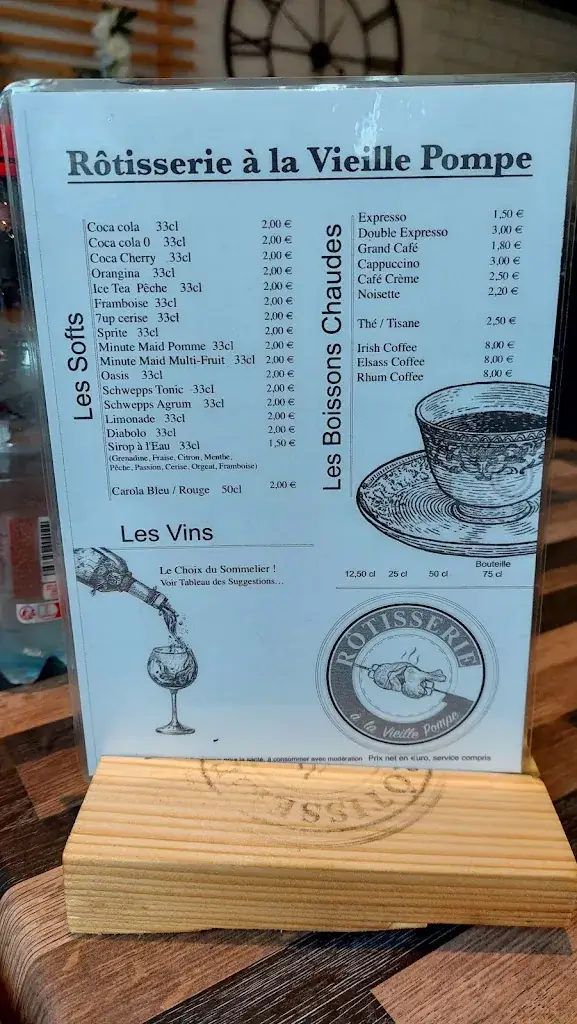 Rôtisserie à la Vieille Pompe
Les Softs
Coca cola 33cl 2,00 €
Coca cola 0 33cl 2,00 €
Coca Cherry 33cl 2,00 €
Orangina 33cl 2,00 €
Ice Tea Pêche 33cl 2,00 €
Framboise 33cl 2,00 €
7up cerise 33cl 2,00 €
Sprite 33cl 2,00 €
Minute Maid Pomme 33cl 2,00 €
Minute Maid Multi-Fruit 33cl 2,00 €
Oasis 33cl 2,00 €
Schwepps Tonic 33cl 2,00 €
Schwepps Agrum 33cl 2,00 €
Limonade 33cl 2,00 €
Diabolo 33cl 2,00 €
Sirop à l'Eau 33cl 1,50 €
(Grenadine, Fraise, Citron, Menthe,
Pêche, Passion, Cerise, Orgeat, Framboise)
Carola Bleu / Rouge 50cl 2,00 €
Les Boissons Chaudes
Expresso 1,50 €
Double Expresso 3,00 €
Grand Café 1,80 €
Cappuccino 3,00 €
Café Crème 2,50 €
Noisette 2,20 €
Thé / Tisane 2,50 €
Irish Coffee 8,00 €
Elsass Coffee 8,00 €
Rhum Coffee 8,00 €
Les Vins
Le Choix du Sommelier !
Voir Tableau des Suggestions...
Bouteille
12,50 cl 25 cl 50 cl 75 cl
ROTISSERIE
à la Vieille Pompe
la santé, à consommer avec modération Prix net en €uro, service compris
ROTISSE